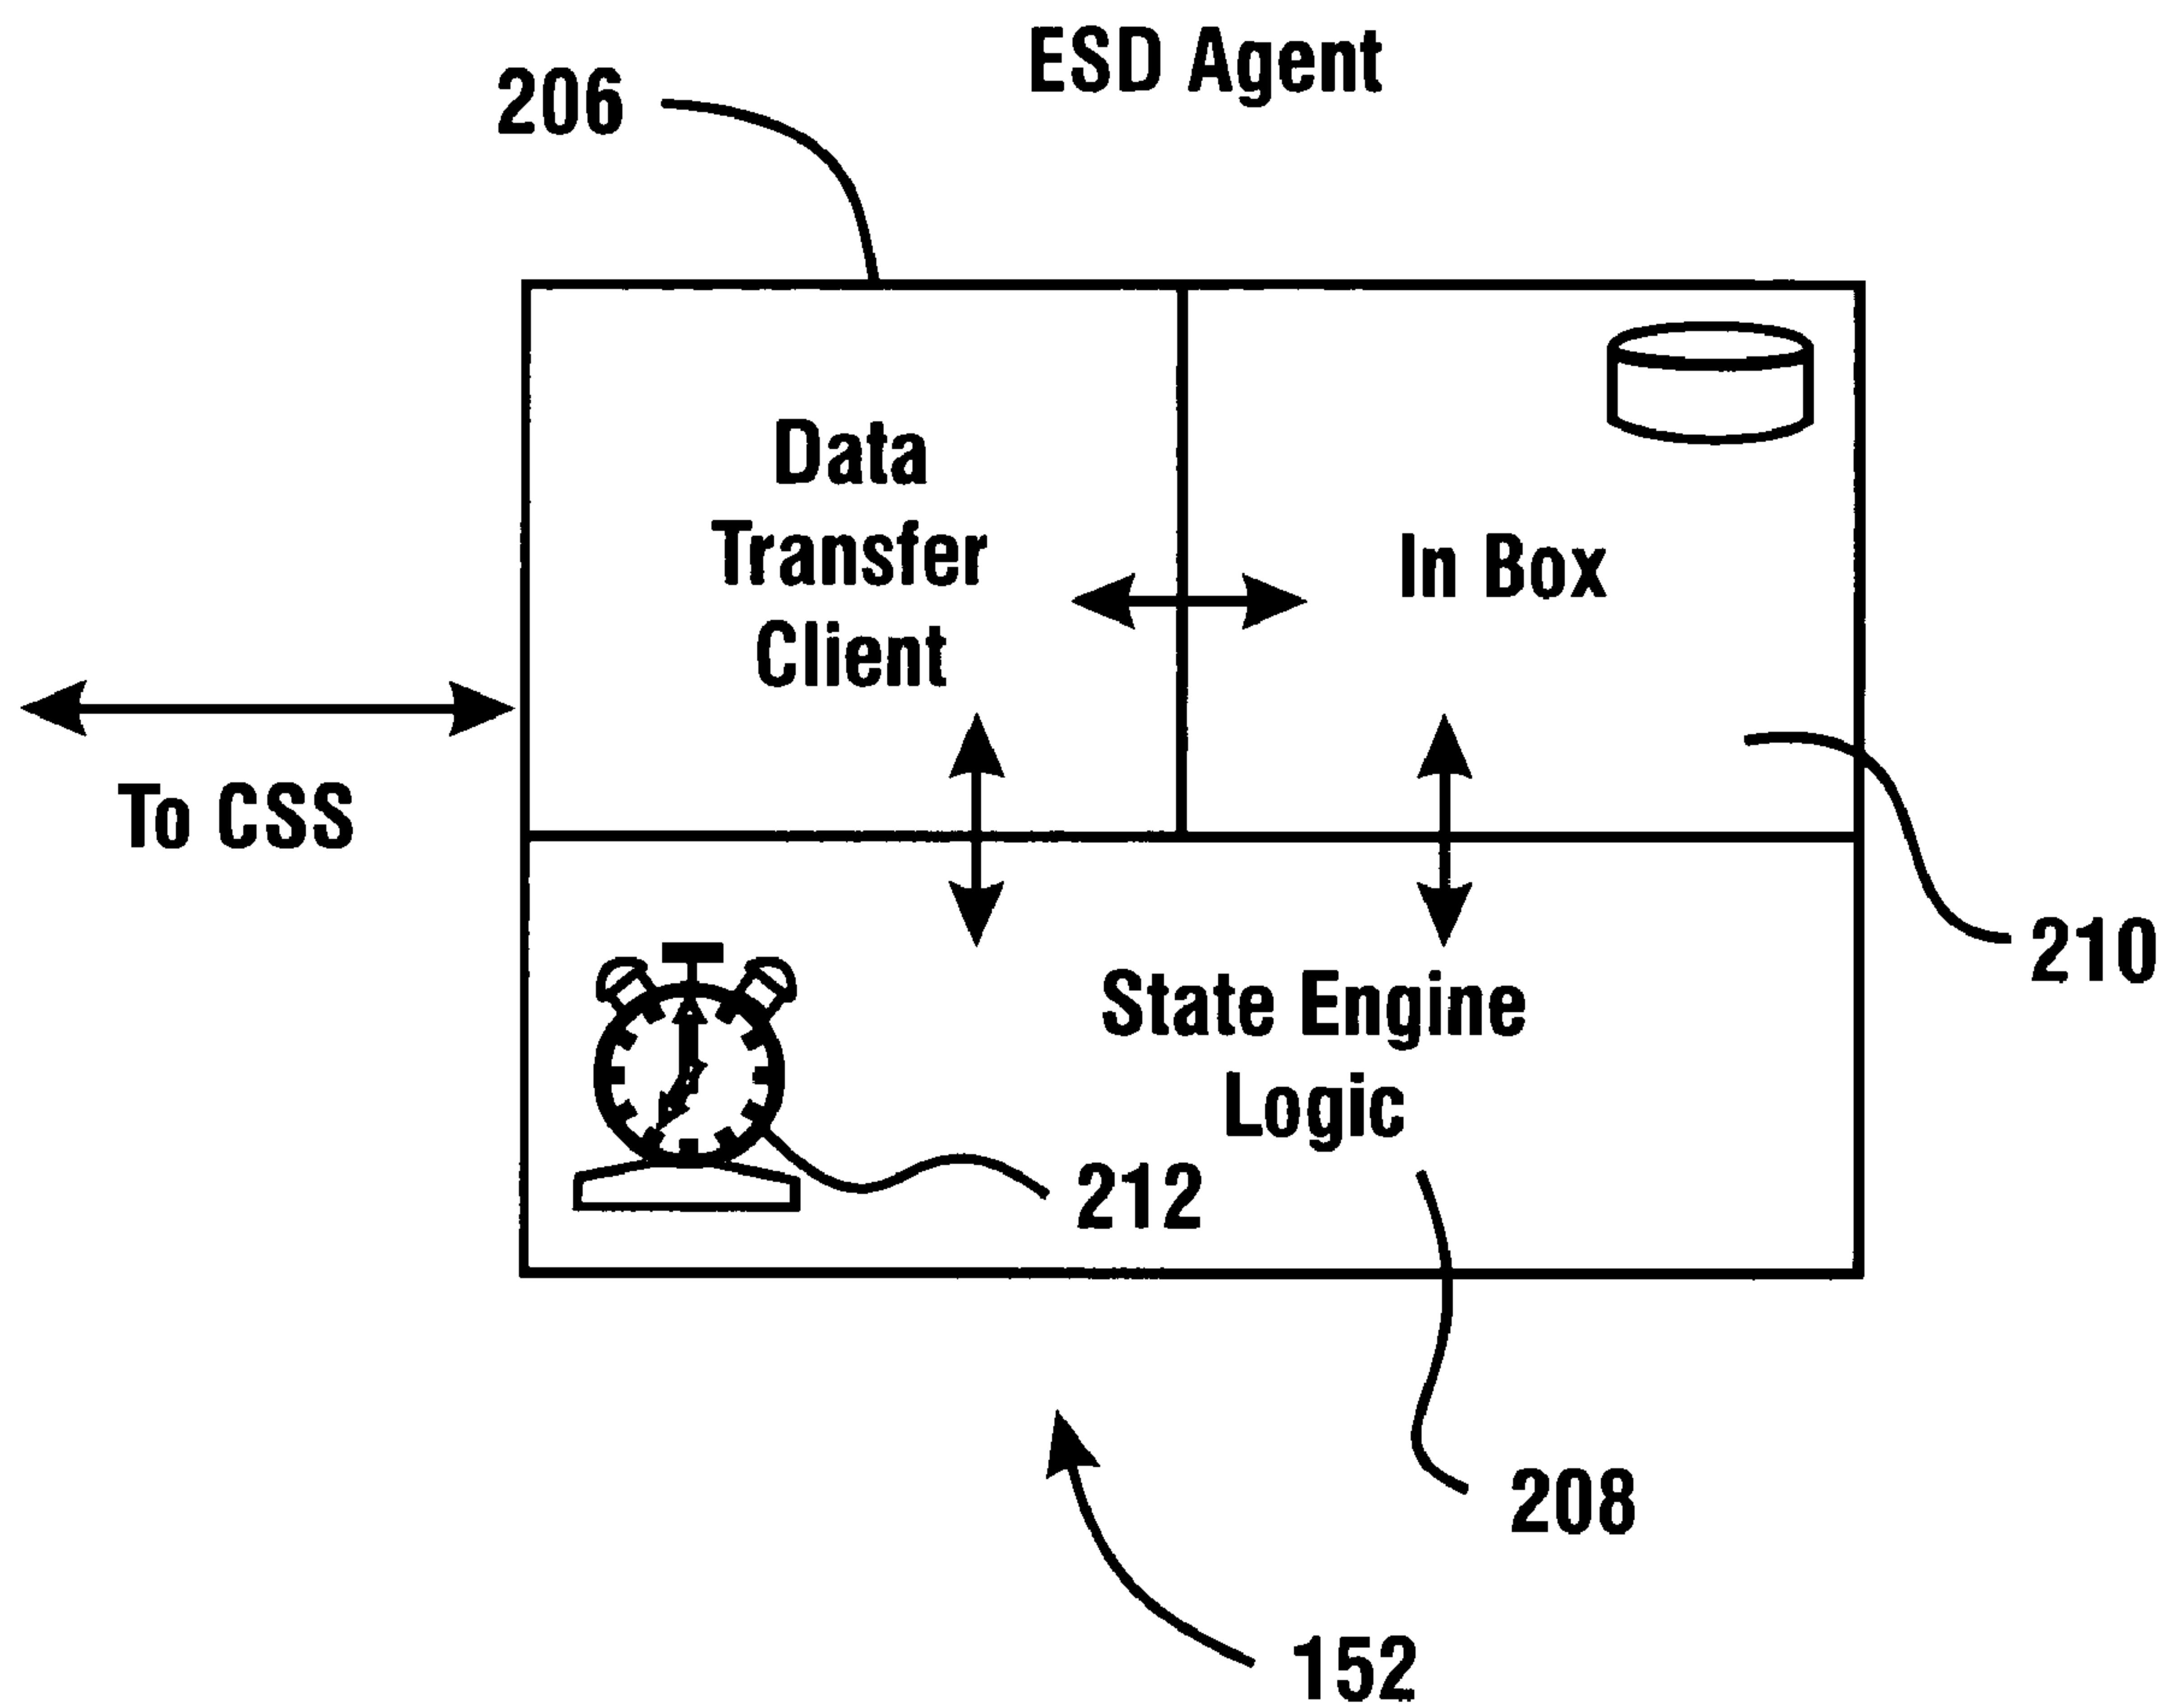 ESD Agent
206
Data
Transfer
Client
In Box
To CSS
210
State Engine
Logic
212
208
152